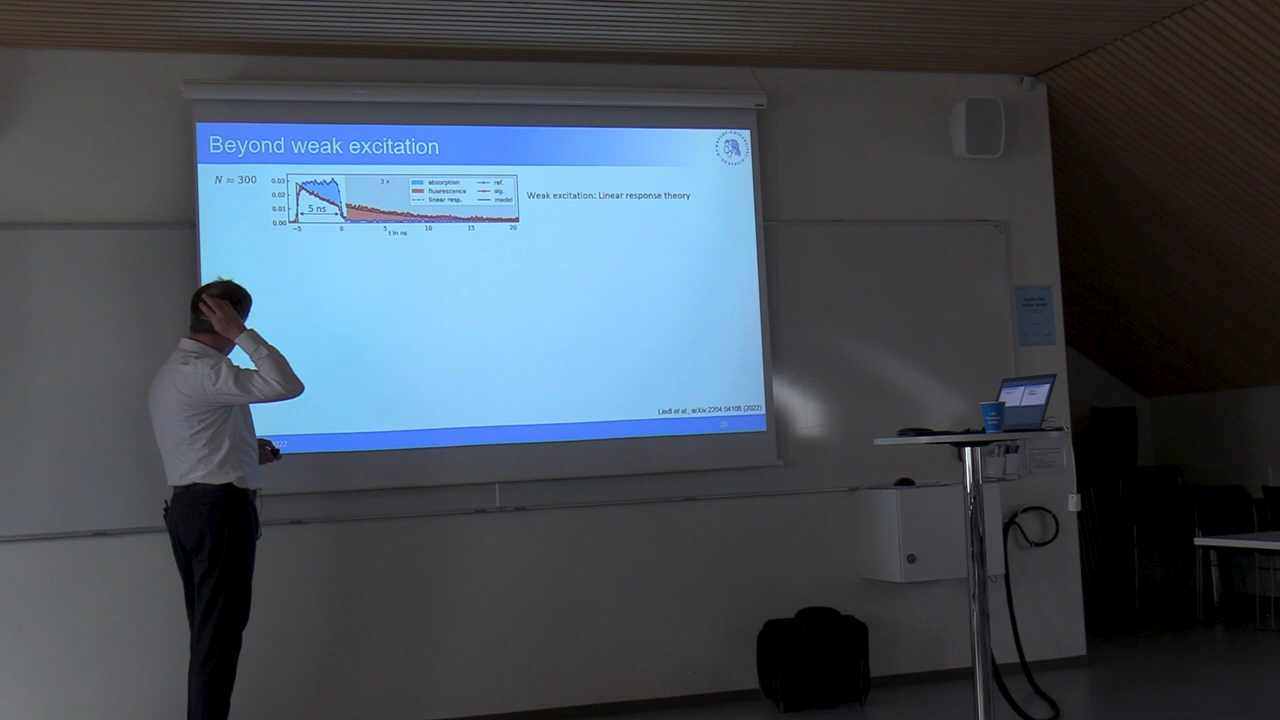 Beyond weak excitation
N ≈ 300
0.03
0.02
0.01
0.00
5 ns
3 ×
absorption
fluorescence
linear resp.
ref.
sig.
model
−5 0 5 10 15 20
t in ns
Weak excitation: Linear response theory
Liedl et al., arXiv:2204.04106 (2022)
2022
20